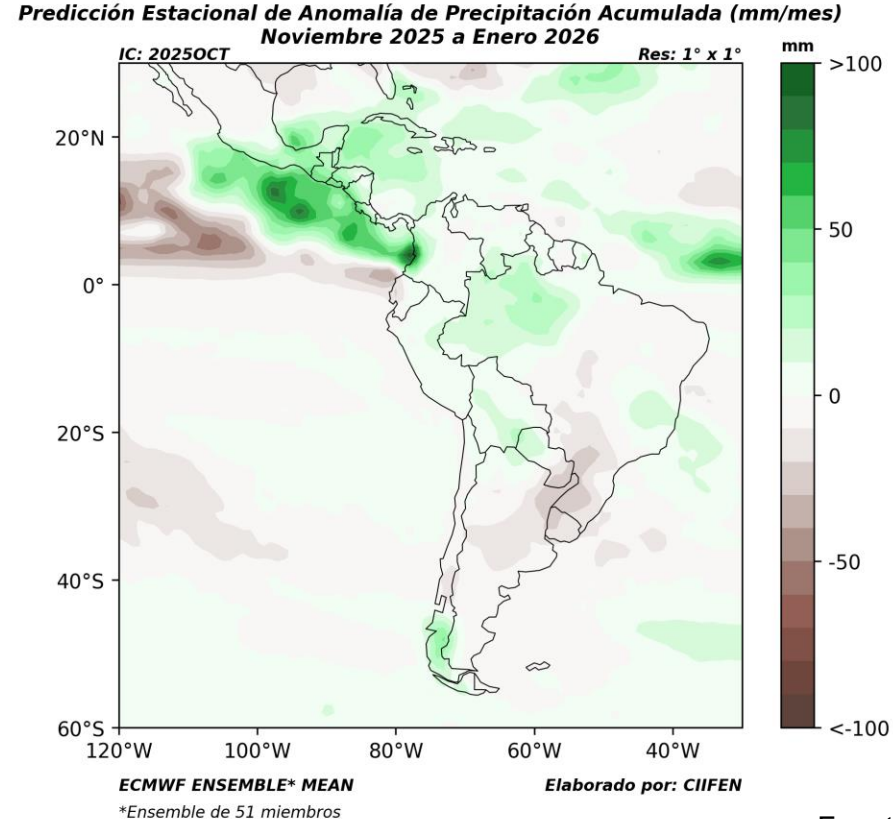 Predicción Estacional de Anomalía de Precipitación Acumulada (mm/mes)
Noviembre 2025 a Enero 2026
IC: 2025OCT
Res: 1° x 1°
mm
>100
50
0
-50
<-100
20°N
0°
20°S
40°S
60°S
120°W
100°W
80°W
60°W
40°W
ECMWF ENSEMBLE* MEAN
Elaborado por: CIIFEN
*Ensemble de 51 miembros